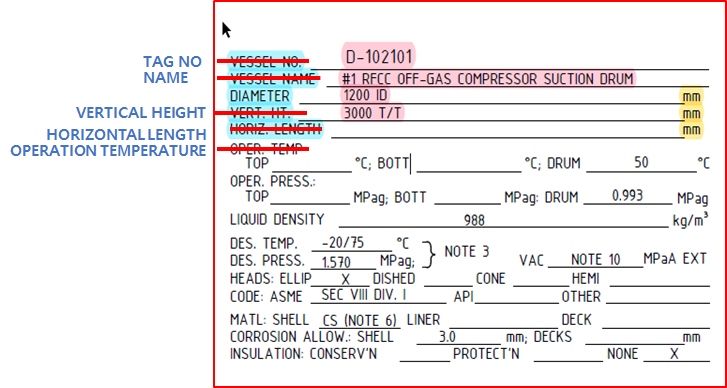 TAG NO VESSEL NO. D-102101
NAME VESSEL NAME #1 RFCC OFF-GAS COMPRESSOR SUCTION DRUM
DIAMETER 1200 ID mm
VERTICAL HEIGHT VERT. HT. 3000 T/T mm
HORIZONTAL LENGTH HORIZ. LENGTH mm
OPERATION TEMPERATURE OPER. TEMP
TOP °C; BOTT °C; DRUM 50 °C
OPER. PRESS.:
TOP MPag; BOTT MPag: DRUM 0.993 MPag
LIQUID DENSITY 988 kg/m³
DES. TEMP. -20/75 °C
NOTE 3
DES. PRESS. 1.570 MPag; VAC NOTE 10 MPaA EXT
HEADS: ELLIP X DISHED CONE HEMI
CODE: ASME SEC VIII DIV. I API OTHER
MATL: SHELL CS (NOTE 6) LINER DECK
CORROSION ALLOW.: SHELL 3.0 mm; DECKS mm
INSULATION: CONSERV'N PROTECT'N NONE X